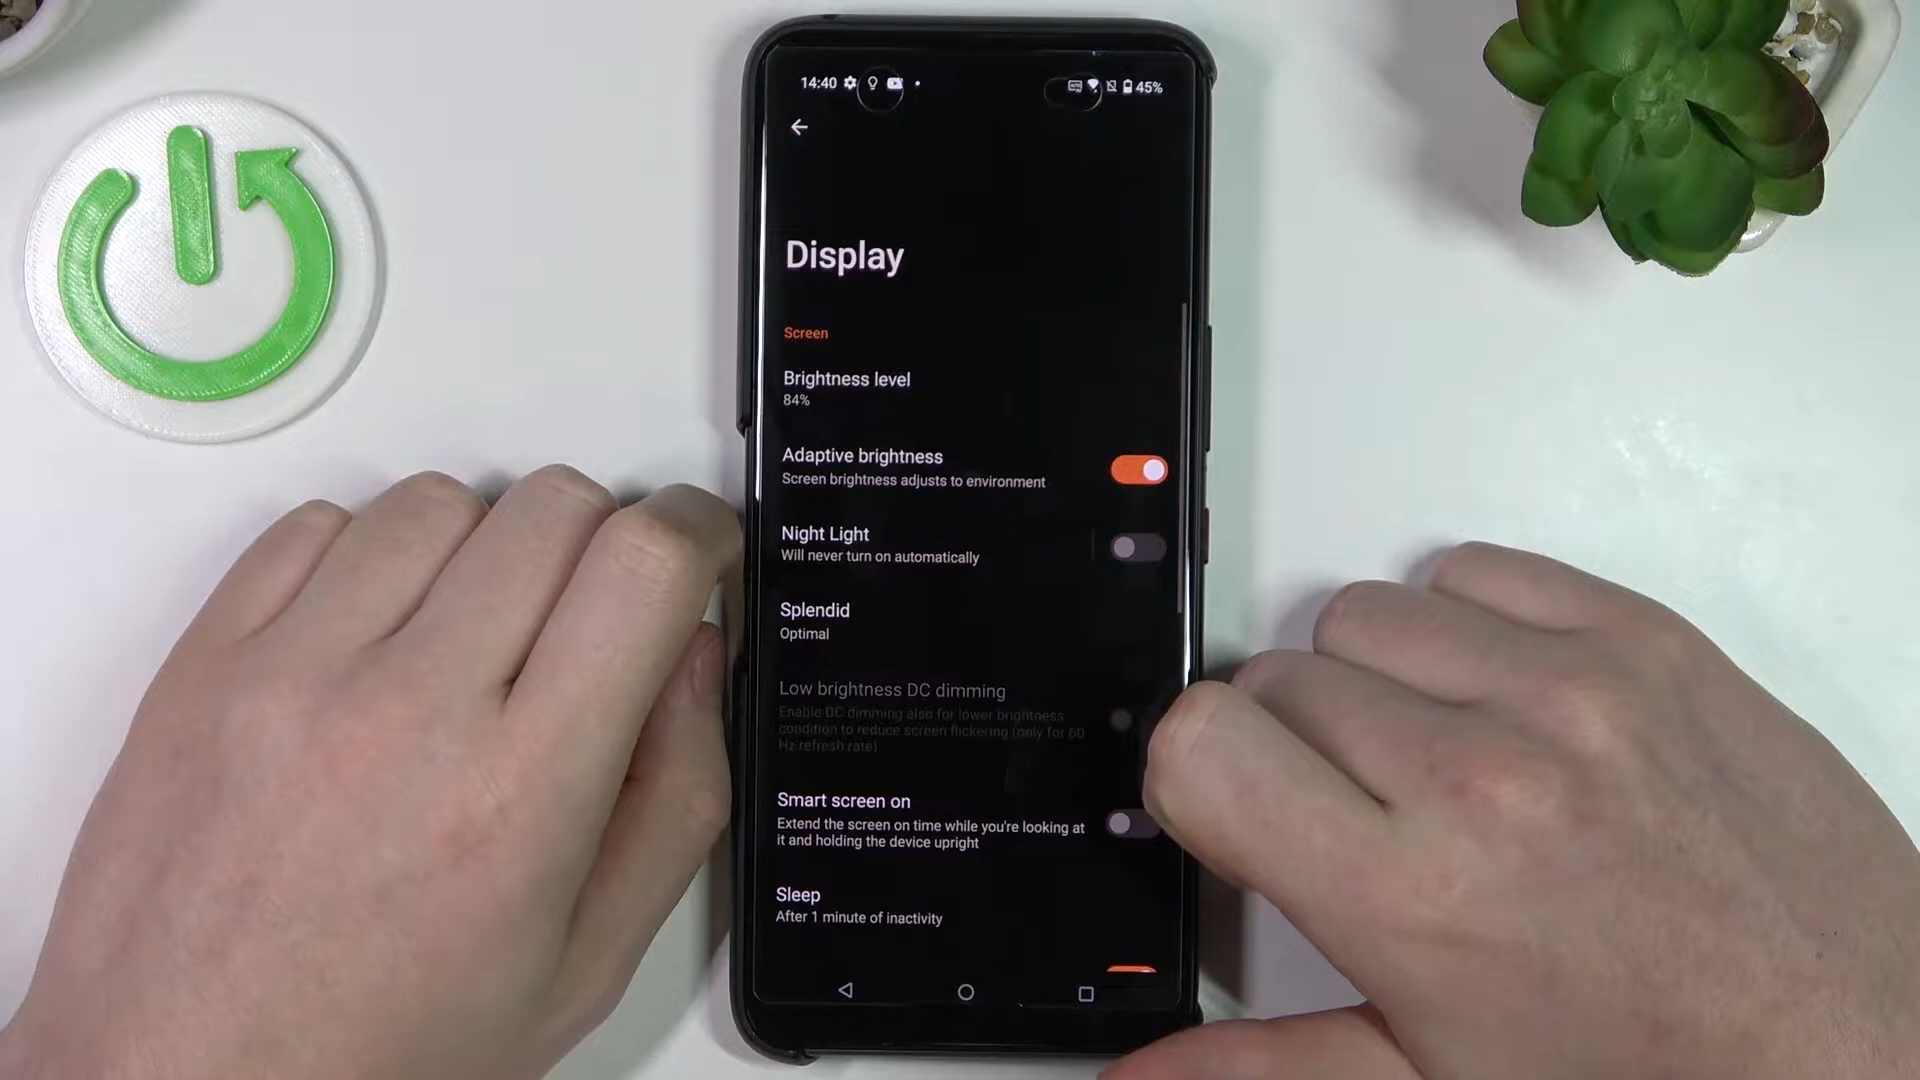 14:40
45%
Display
Screen
Brightness level
84%
Adaptive brightness
Screen brightness adjusts to environment
Night Light
Will never turn on automatically
Splendid
Optimal
Low brightness DC dimming
Enable DC dimming also for lower brightness
condition to reduce screen flickering (only for 60
Hz refresh rate)
Smart screen on
Extend the screen on time while you're looking at
it and holding the device upright
Sleep
After 1 minute of inactivity